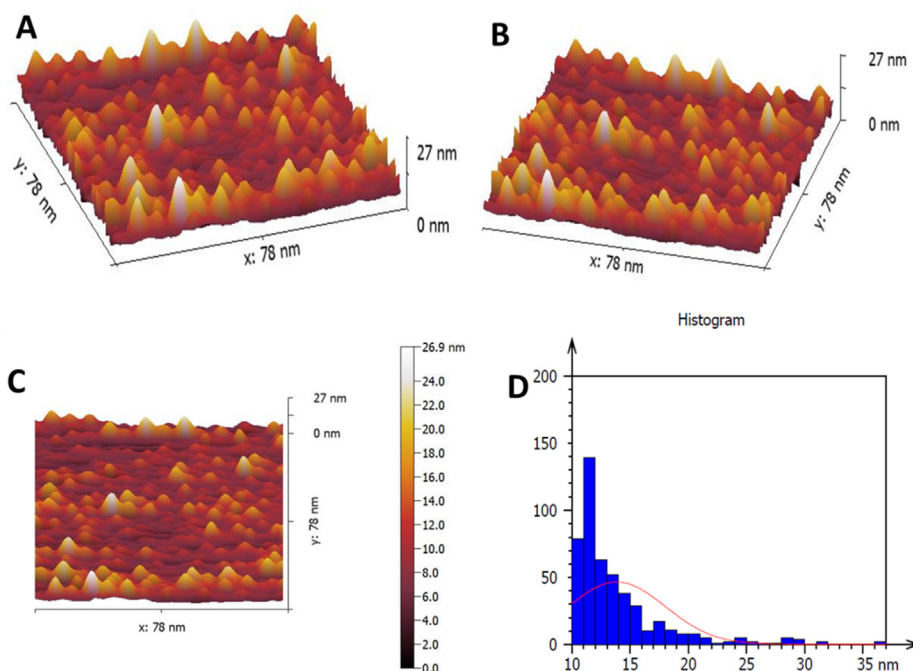 A
27 nm
0 nm
y: 78 nm
x: 78 nm
B
27 nm
0 nm
y: 78 nm
x: 78 nm
C
27 nm
0 nm
y: 78 nm
x: 78 nm
26.9 nm
24.0
22.0
20.0
18.0
16.0
14.0
12.0
10.0
8.0
6.0
4.0
2.0
0.0
Histogram
D
200
150
100
50
0
10 15 20 25 30 35 nm